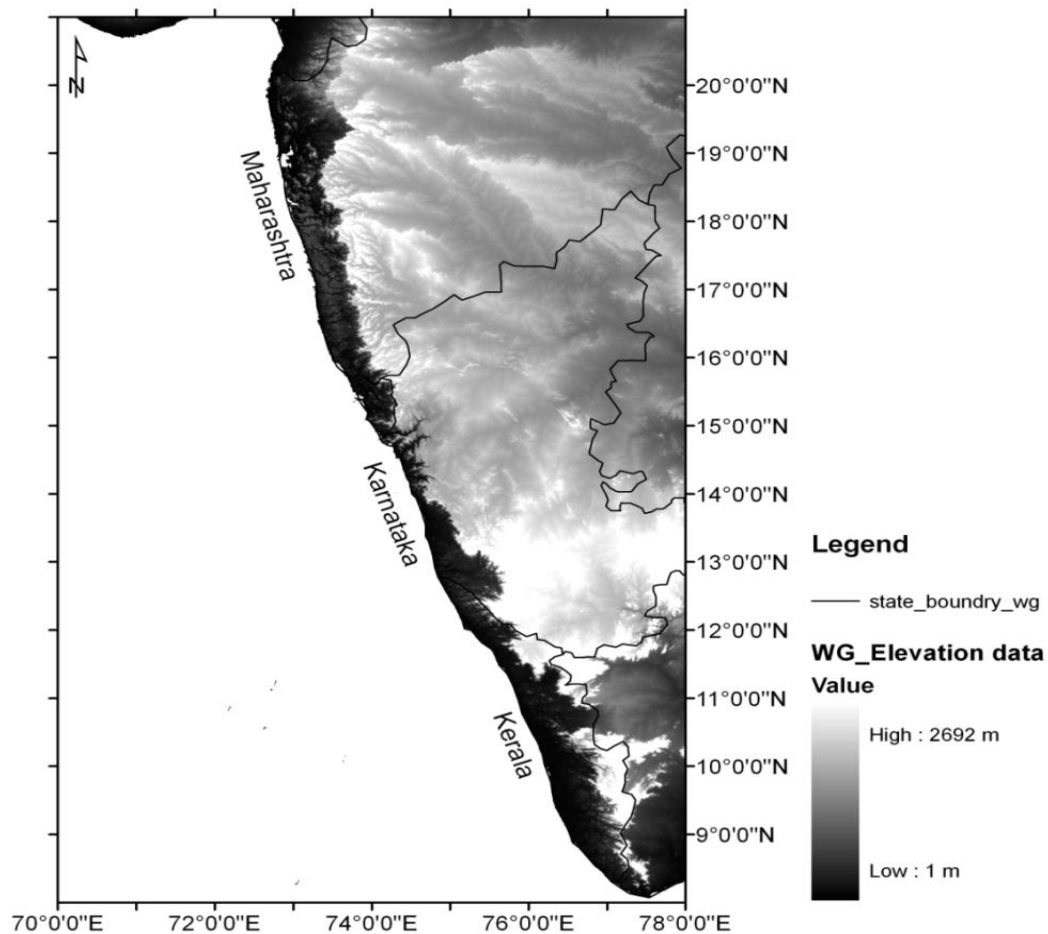 N
20°0'0"N
19°0'0"N
18°0'0"N
17°0'0"N
16°0'0"N
15°0'0"N
14°0'0"N
13°0'0"N
12°0'0"N
11°0'0"N
10°0'0"N
9°0'0"N
Maharashtra
Karnataka
Kerala
Legend
state_boundry_wg
WG_Elevation data
Value
High : 2692 m
Low : 1 m
70°0'0"E 72°0'0"E 74°0'0"E 76°0'0"E 78°0'0"E